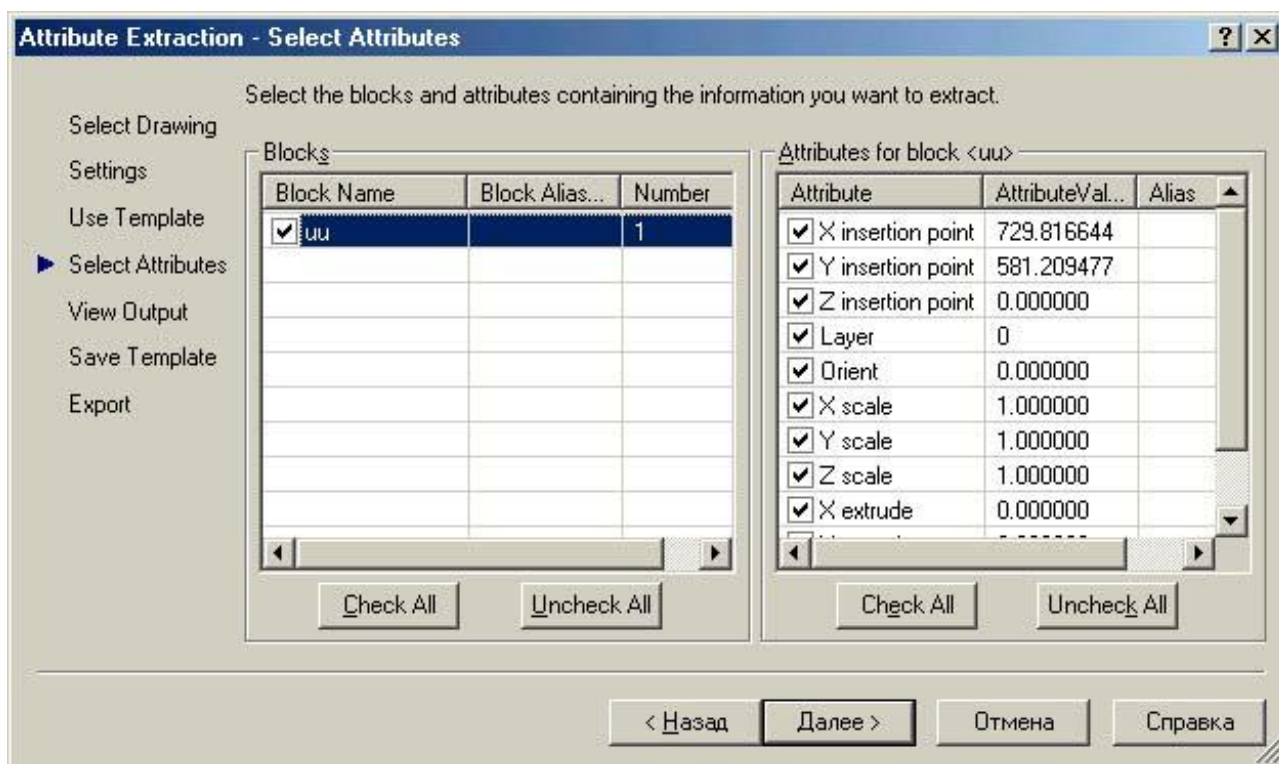 Attribute Extraction - Select Attributes
Select the blocks and attributes containing the information you want to extract.
Select Drawing
Settings
Use Template
Select Attributes
View Output
Save Template
Export
Blocks
Block Name Block Alias... Number
uu 1
Check All Uncheck All
Attributes for block <uu>
Attribute AttributeVal... Alias
X insertion point 729.816644
Y insertion point 581.209477
Z insertion point 0.000000
Layer 0
Orient 0.000000
X scale 1.000000
Y scale 1.000000
Z scale 1.000000
X extrude 0.000000
Check All Uncheck All
< Назад Далее > Отмена Справка